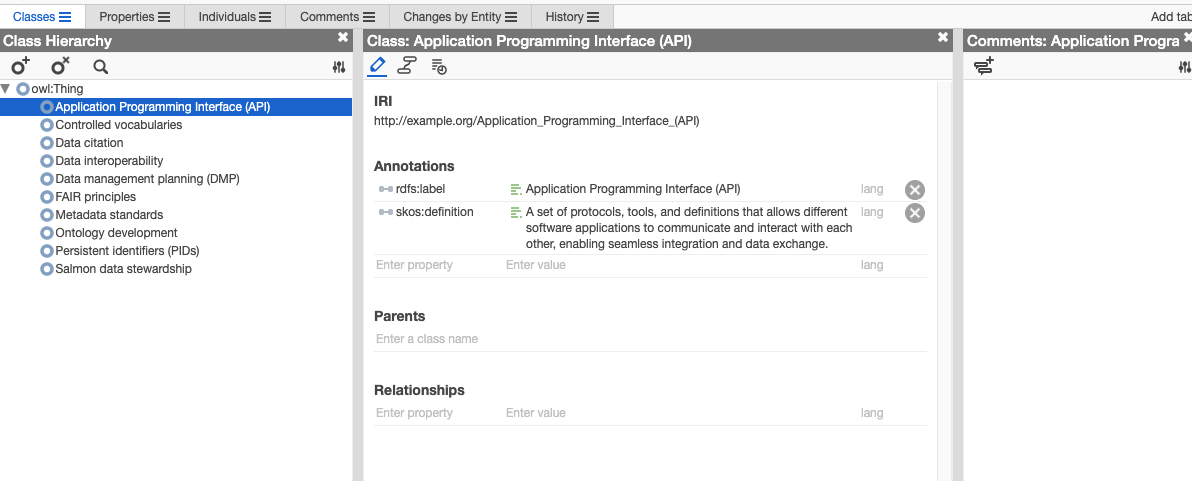 Classes Properties Individuals Comments Changes by Entity History Add tab
Class Hierarchy
owl:Thing
Application Programming Interface (API)
Controlled vocabularies
Data citation
Data interoperability
Data management planning (DMP)
FAIR principles
Metadata standards
Ontology development
Persistent identifiers (PIDs)
Salmon data stewardship
Class: Application Programming Interface (API)
IRI
http://example.org/Application_Programming_Interface_(API)
Annotations
rdfs:label Application Programming Interface (API) lang
skos:definition A set of protocols, tools, and definitions that allows different lang
software applications to communicate and interact with each
other, enabling seamless integration and data exchange.
Enter property Enter value lang
Parents
Enter a class name
Relationships
Enter property Enter value lang
Comments: Application Progra